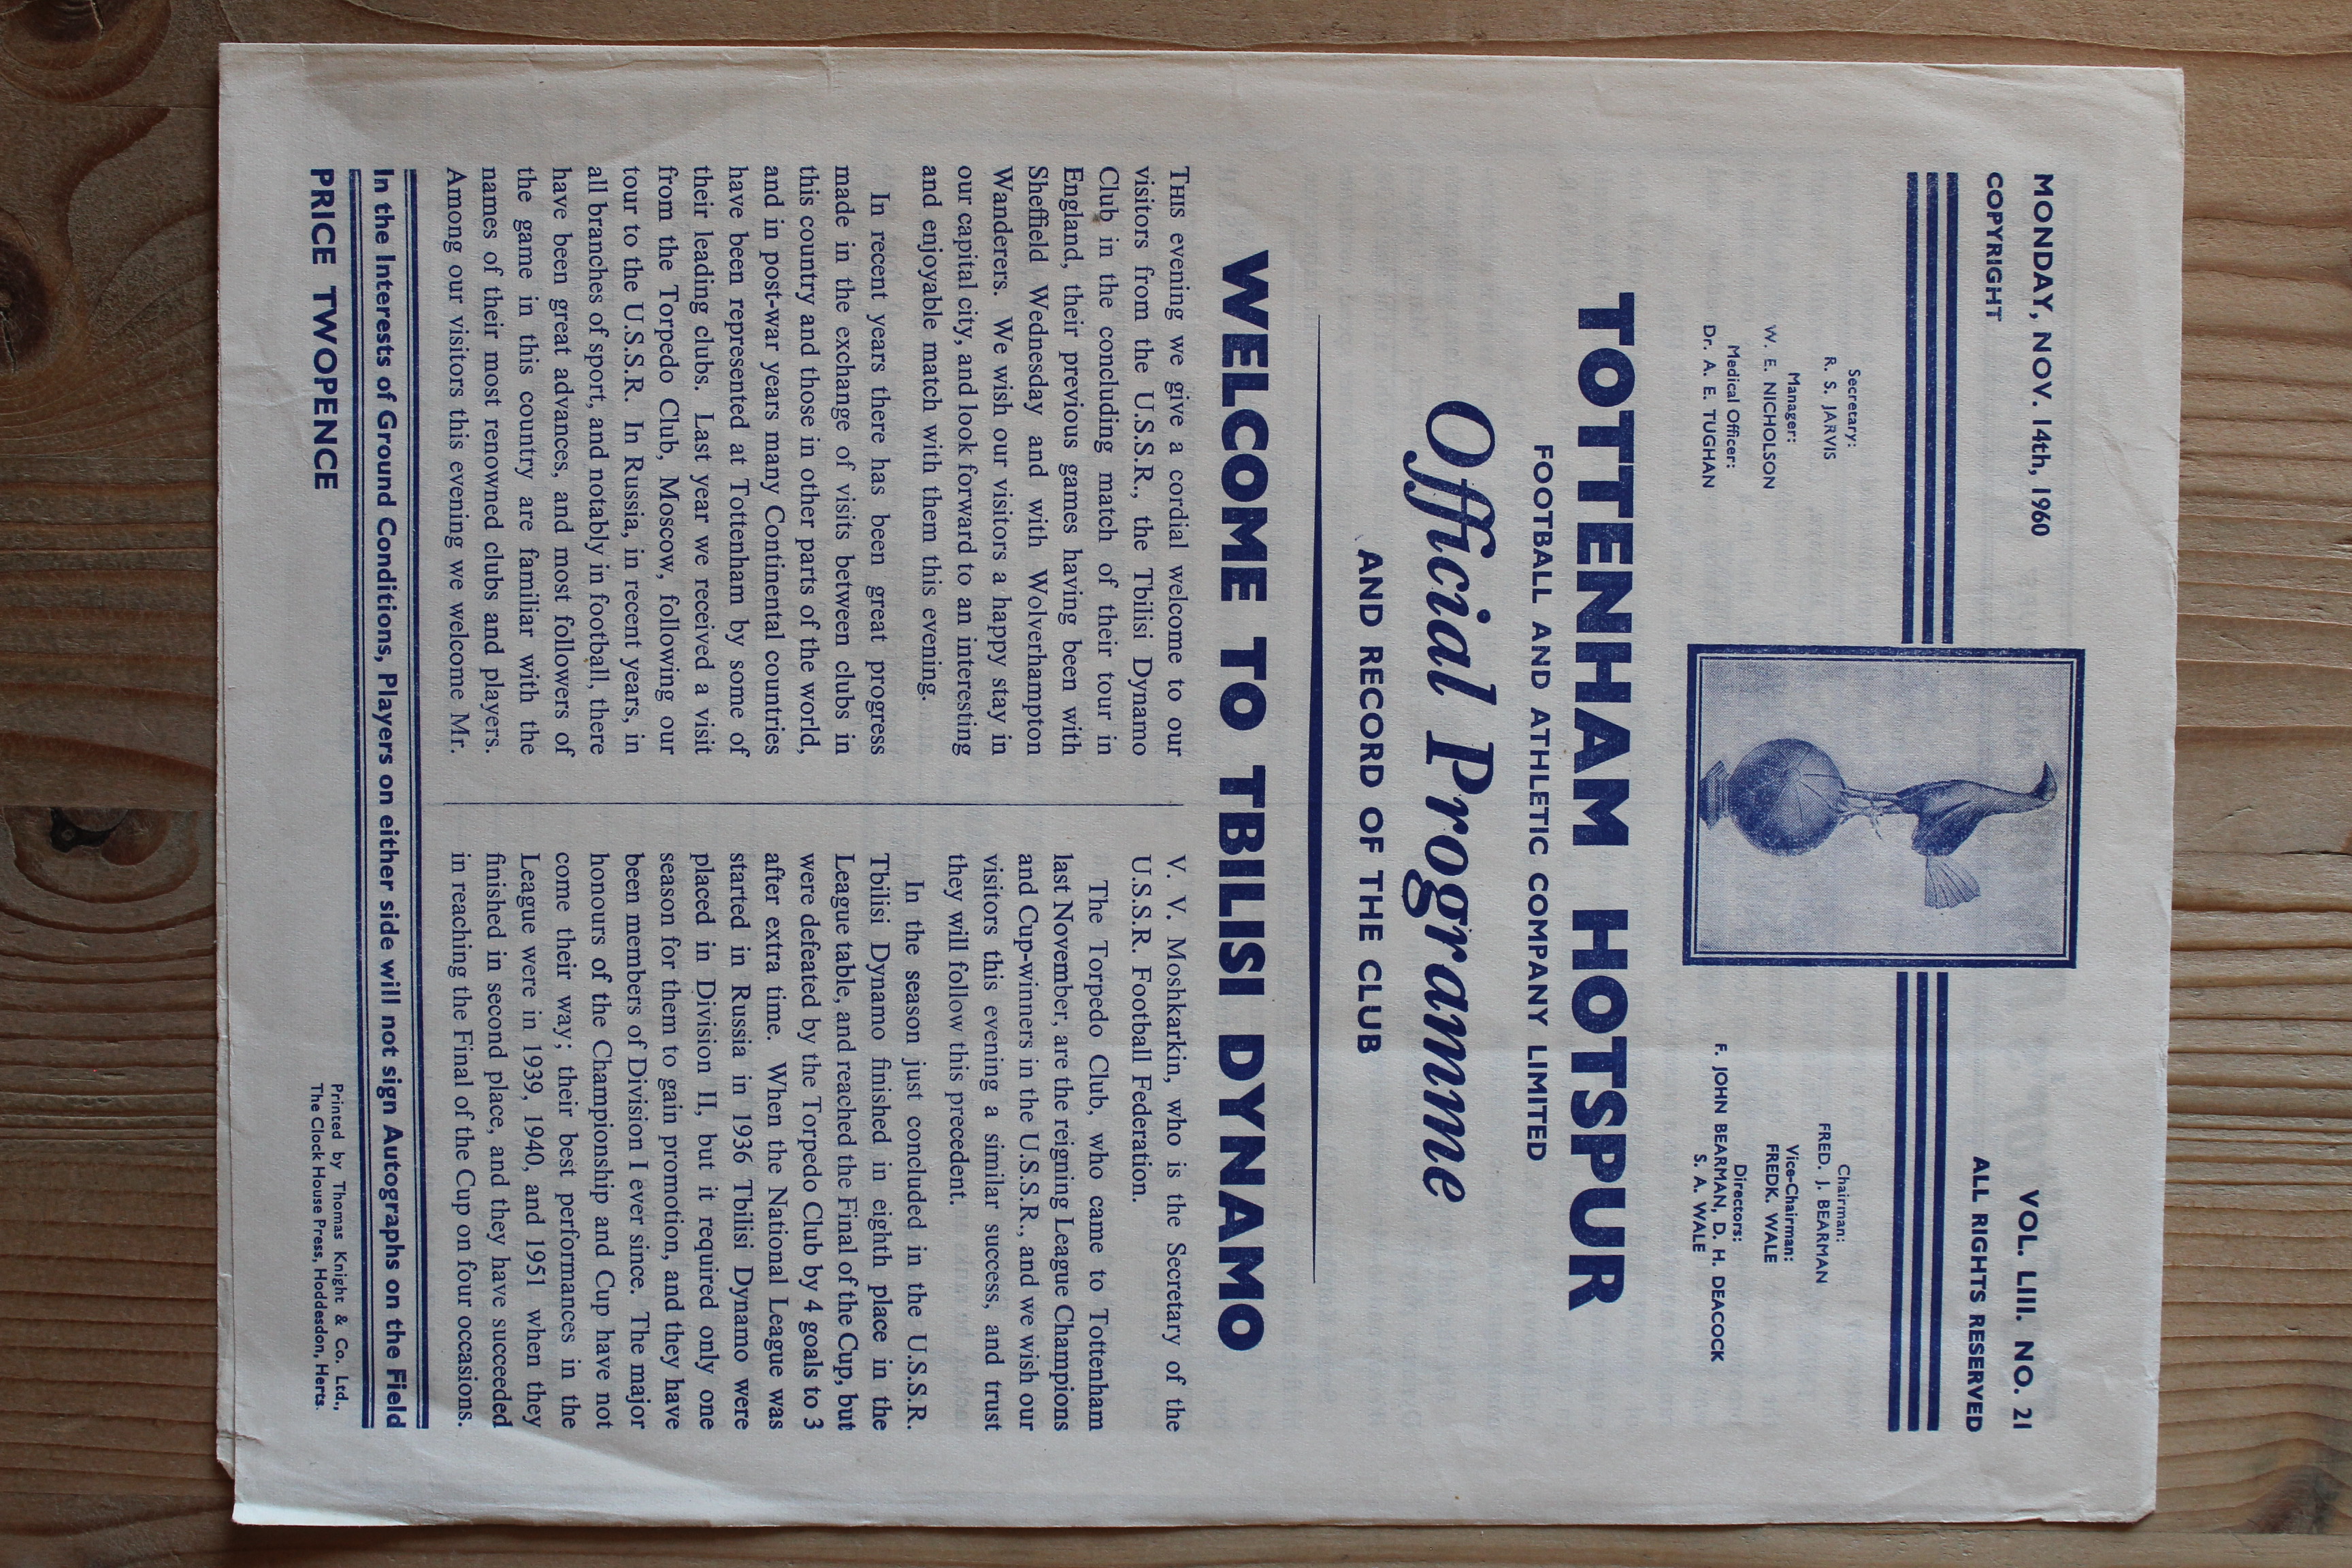 MONDAY, NOV. 14th, 1960
COPYRIGHT
VOL. LIII. NO. 21
ALL RIGHTS RESERVED
Secretary:
R. S. JARVIS
Manager:
W. E. NICHOLSON
Medical Officer:
Dr. A. E. TUGHAN
Chairman:
FRED. J. BEARMAN
Vice-Chairman:
FREDK. WALE
Directors:
F. JOHN BEARMAN, D. H. DEACOCK
S. A. WALE
TOTTENHAM HOTSPUR
FOOTBALL AND ATHLETIC COMPANY LIMITED
Official Programme
AND RECORD OF THE CLUB
WELCOME TO TBILISI DYNAMO
THIS evening we give a cordial welcome to our
visitors from the U.S.S.R., the Tbilisi Dynamo
Club in the concluding match of their tour in
England, their previous games having been with
Sheffield Wednesday and with Wolverhampton
Wanderers. We wish our visitors a happy stay in
our capital city, and look forward to an interesting
and enjoyable match with them this evening.
In recent years there has been great progress
made in the exchange of visits between clubs in
this country and those in other parts of the world,
and in post-war years many Continental countries
have been represented at Tottenham by some of
their leading clubs. Last year we received a visit
from the Torpedo Club, Moscow, following our
tour to the U.S.S.R. In Russia, in recent years, in
all branches of sport, and notably in football, there
have been great advances, and most followers of
the game in this country are familiar with the
names of their most renowned clubs and players.
Among our visitors this evening we welcome Mr.
V. V. Moshkarkin, who is the Secretary of the
U.S.S.R. Football Federation.
The Torpedo Club, who came to Tottenham
last November, are the reigning League Champions
and Cup-winners in the U.S.S.R., and we wish our
visitors this evening a similar success, and trust
they will follow this precedent.
In the season just concluded in the U.S.S.R.
Tbilisi Dynamo finished in eighth place in the
League table, and reached the Final of the Cup, but
were defeated by the Torpedo Club by 4 goals to 3
after extra time. When the National League was
started in Russia in 1936 Tbilisi Dynamo were
placed in Division II, but it required only one
season for them to gain promotion, and they have
been members of Division I ever since. The major
honours of the Championship and Cup have not
come their way; their best performances in the
League were in 1939, 1940, and 1951 when they
finished in second place, and they have succeeded
in reaching the Final of the Cup on four occasions.
In the Interests of Ground Conditions, Players on either side will not sign Autographs on the Field
PRICE TWOPENCE
Printed by Thomas Knight & Co. Ltd.,
The Clock House Press, Hoddesdon, Herts.